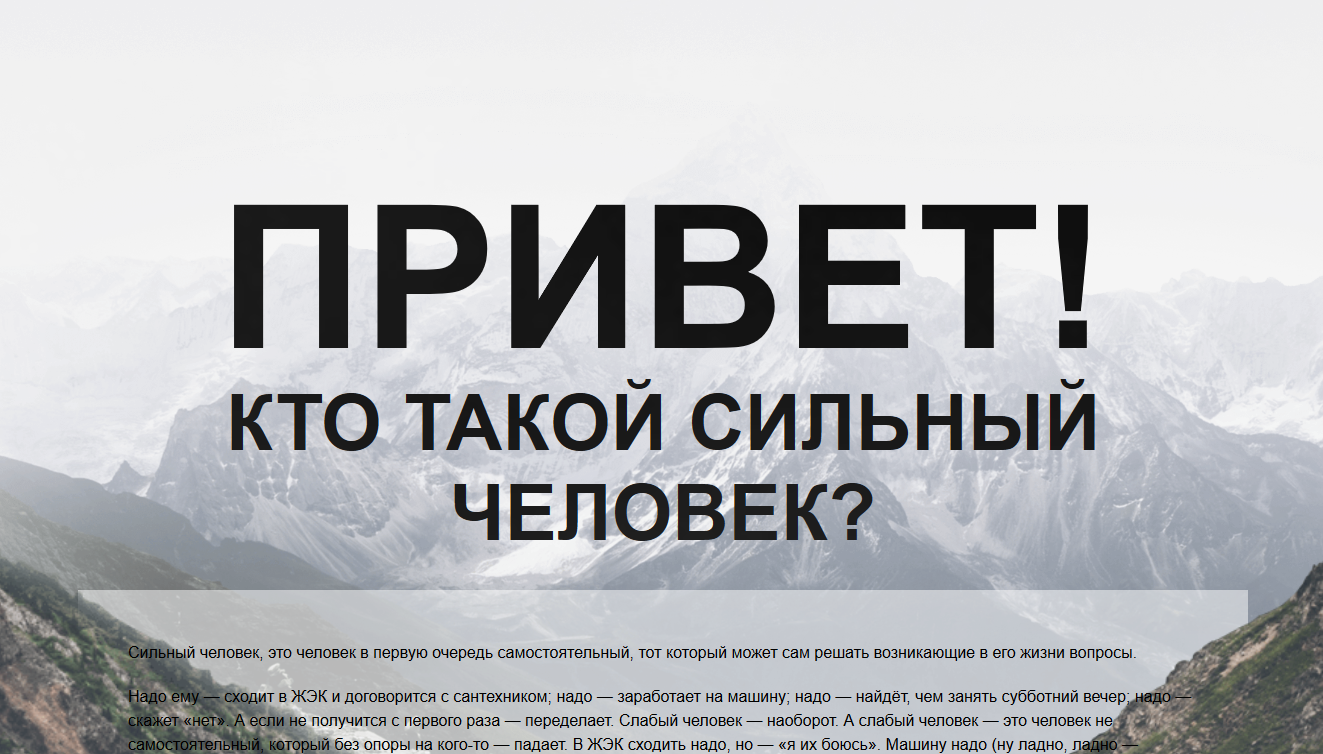 ПРИВЕТ!
КТО ТАКОЙ СИЛЬНЫЙ
ЧЕЛОВЕК?
Сильный человек, это человек в первую очередь самостоятельный, тот который может сам решать возникающие в его жизни вопросы.
Надо ему — сходит в ЖЭК и договорится с сантехником; надо — заработает на машину; надо — найдёт, чем занять субботний вечер; надо —
скажет «нет». А если не получится с первого раза — переделает. Слабый человек — наоборот. А слабый человек — это человек не
самостоятельный, который без опоры на кого-то — падает. В ЖЭК сходить надо, но — «я их боюсь». Машину надо (ну ладно, ладно —